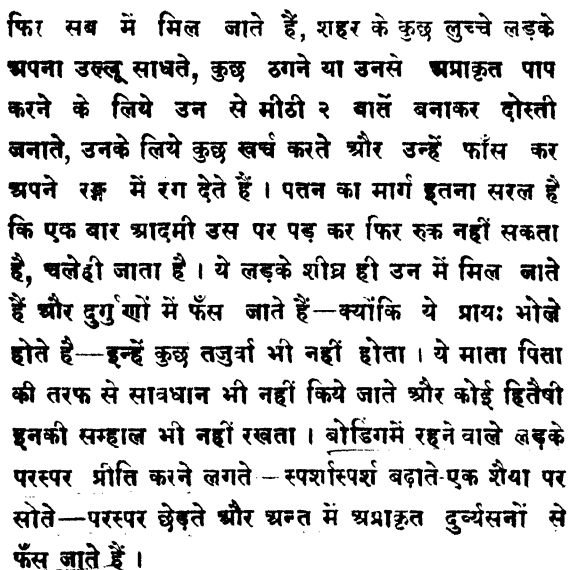 फिर सब में मिल जाते हैं, शहर के कुछ लुच्चे लड़के
अपना उल्लू साधते, कुछ ठगने या उनसे अप्राकृत पाप
करने के लिये उन से मीठी २ बातें बनाकर दोस्ती
जनाते, उनके लिये कुछ खर्च करते और उन्हें फाँस कर
अपने रङ्ग में रग देते हैं । पतन का मार्ग इतना सरल है
कि एक बार आदमी उस पर पड़ कर फिर रुक नहीं सकता
है, चलेही जाता है । ये लड़के शीघ्र ही उन में मिल जाते
हैं और दुर्गुणों में फँस जाते हैं—क्योंकि ये प्रायः भोले
होते है—इन्हें कुछ तजुर्वा भी नहीं होता । ये माता पिता
की तरफ से सावधान भी नहीं किये जाते और कोई हितैषी
इनकी सम्हाल भी नहीं रखता । बोर्डिंगमें रहने वाले लड़के
परस्पर प्रीति करने लगते—स्पर्शास्पर्श बढ़ाते-एक शैया पर
सोते—परस्पर छेड़ते और अन्त में अप्राकृत दुर्व्यसनों से
फँस जाते हैं ।